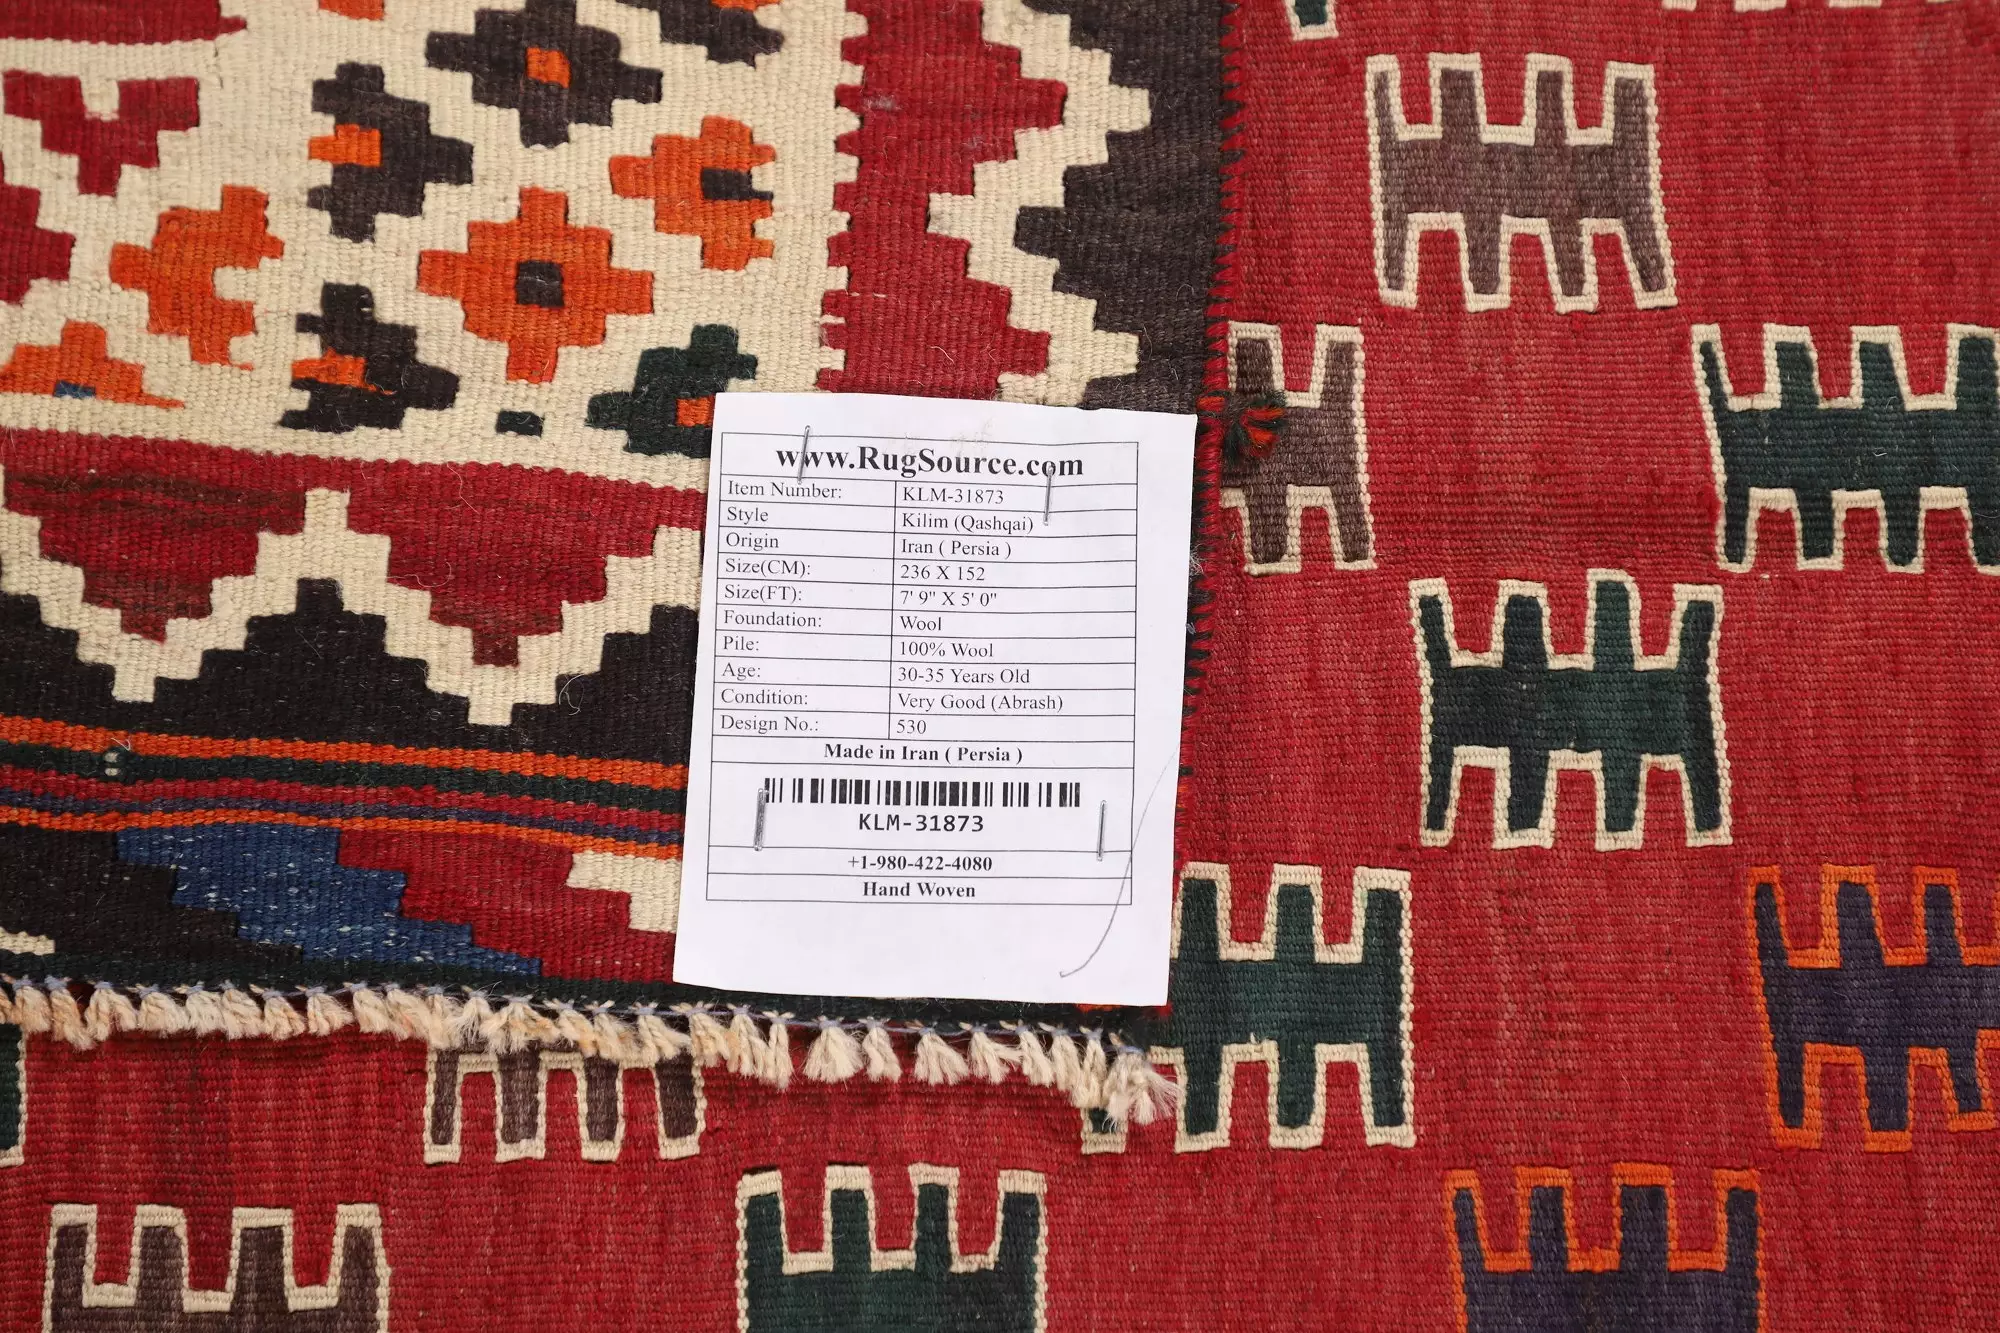 www.RugSource.com
Item Number: KLM-31873
Style Kilim (Qashqai)
Origin Iran ( Persia )
Size(CM): 236 X 152
Size(FT): 7' 9" X 5' 0"
Foundation: Wool
Pile: 100% Wool
Age: 30-35 Years Old
Condition: Very Good (Abrash)
Design No.: 530
Made in Iran ( Persia )
KLM-31873
+1-980-422-4080
Hand Woven